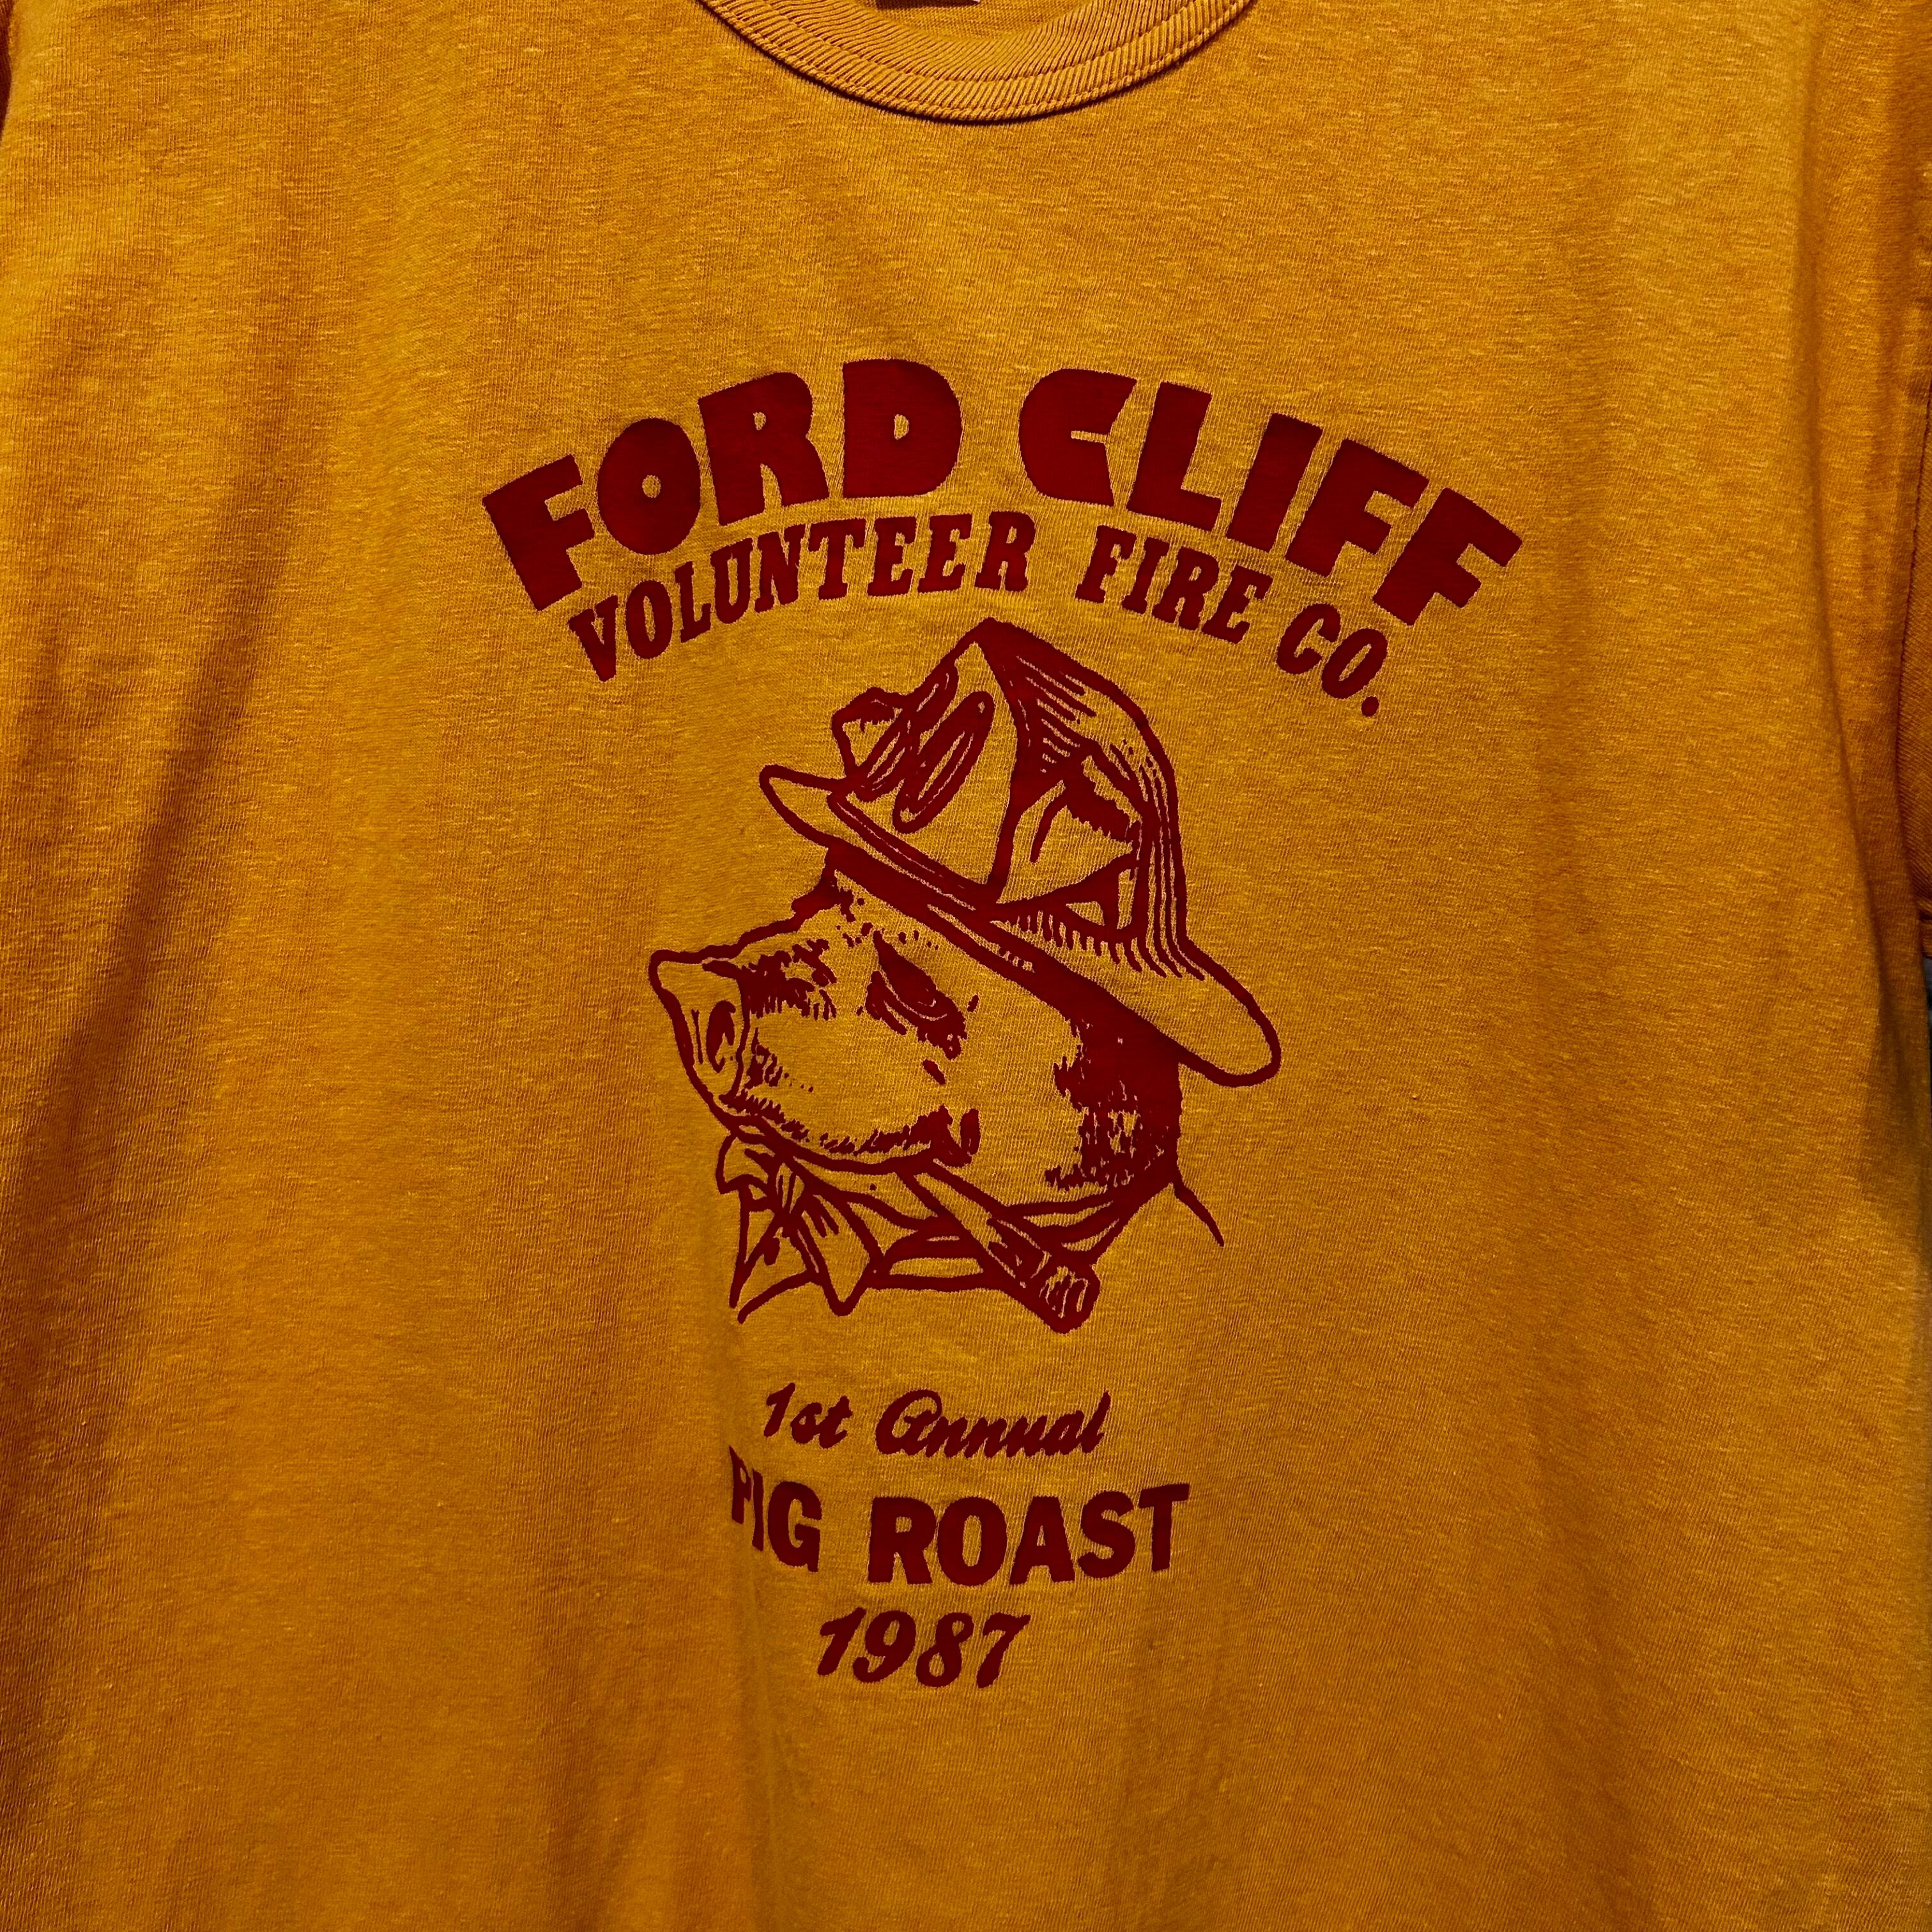 FORD CLIFF
VOLUNTEER FIRE CO.
1st Annual
PIG ROAST
1987